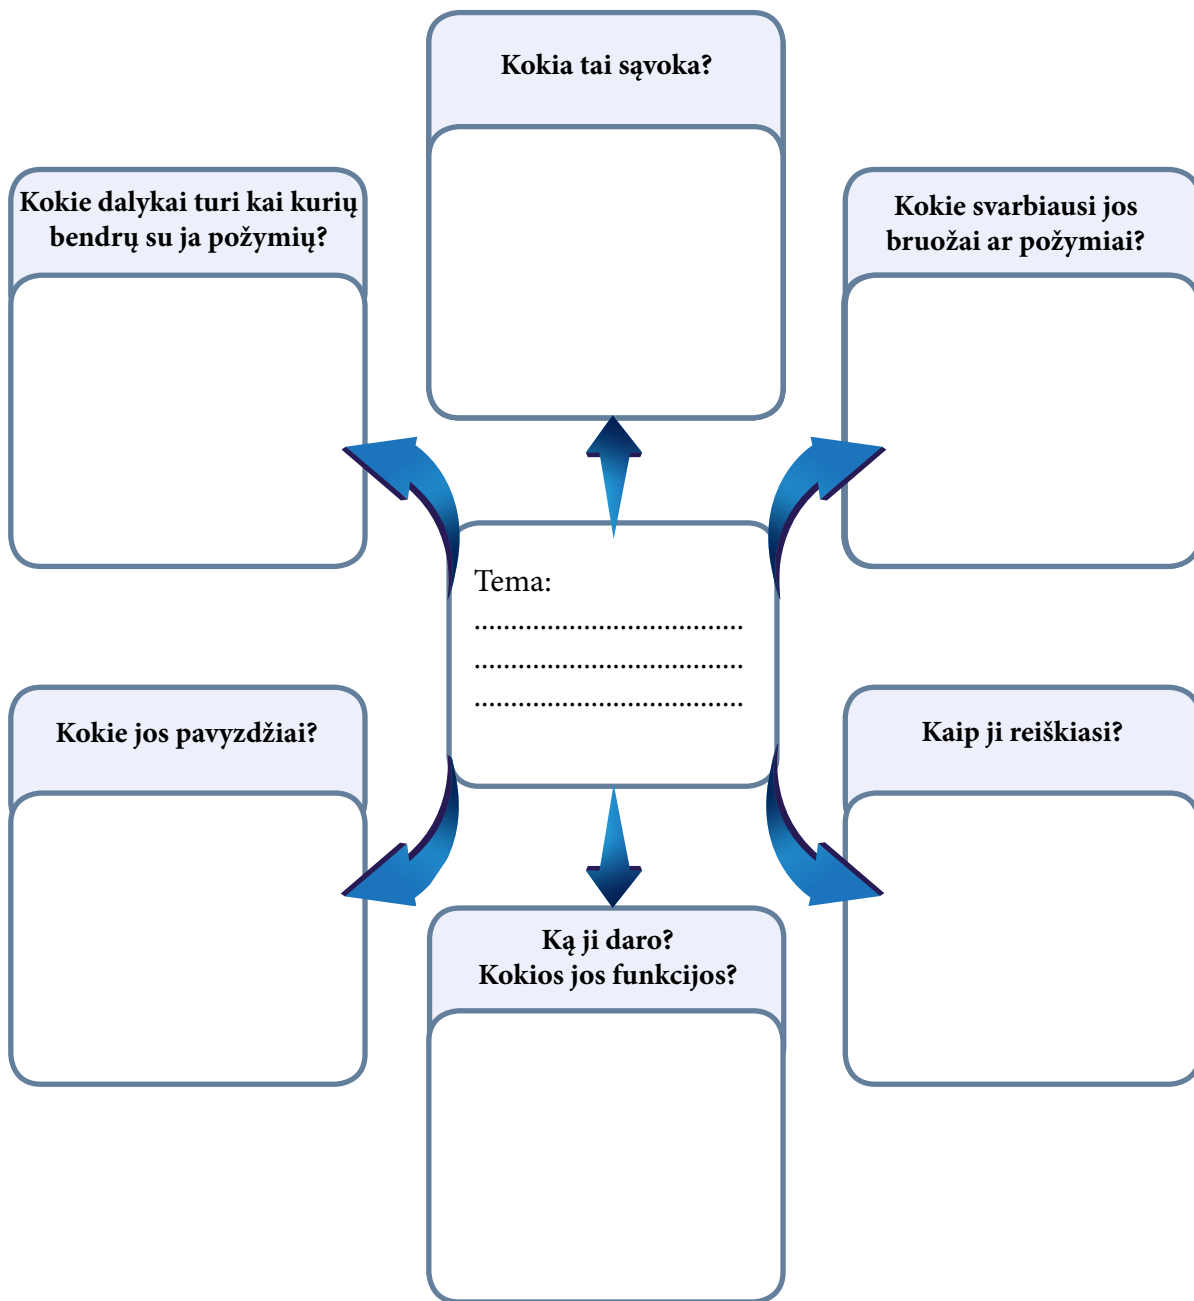 Kokia tai sąvoka?
Kokie dalykai turi kai kurių
bendrų su ja požymių?
Kokie svarbiausi jos
bruožai ar požymiai?
Tema:
.....................................
.....................................
.....................................
Kokie jos pavyzdžiai?
Kaip ji reiškiasi?
Ką ji daro?
Kokios jos funkcijos?